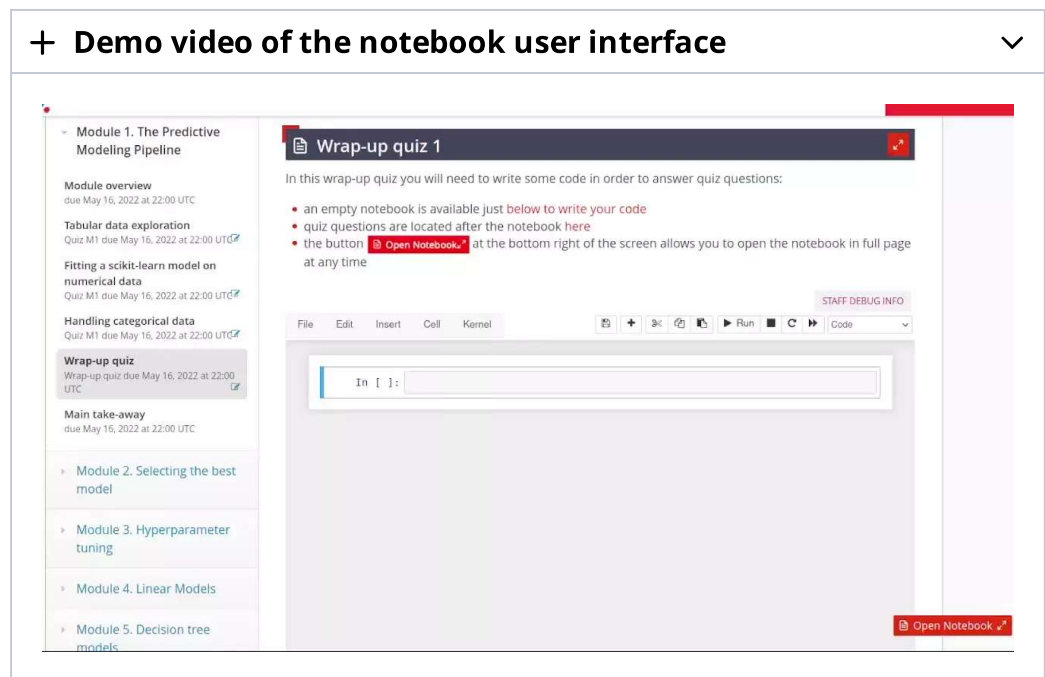 Demo video of the notebook user interface
Module 1. The Predictive
Modeling Pipeline
Module overview
due May 16, 2022 at 22:00 UTC
Tabular data exploration
Quiz M1 due May 16, 2022 at 22:00 UTC
Fitting a scikit-learn model on
numerical data
Quiz M1 due May 16, 2022 at 22:00 UTC
Handling categorical data
Quiz M1 due May 16, 2022 at 22:00 UTC
Wrap-up quiz
Wrap-up quiz due May 16, 2022 at 22:00
UTC
Main take-away
due May 16, 2022 at 22:00 UTC
Module 2. Selecting the best
model
Module 3. Hyperparameter
tuning
Module 4. Linear Models
Module 5. Decision tree
models
Wrap-up quiz 1
In this wrap-up quiz you will need to write some code in order to answer quiz questions:
• an empty notebook is available just below to write your code
• quiz questions are located after the notebook here
• the button Open Notebook at the bottom right of the screen allows you to open the notebook in full page
at any time
STAFF DEBUG INFO
File Edit Insert Cell Kernel Run Code
In [ ]:
Open Notebook